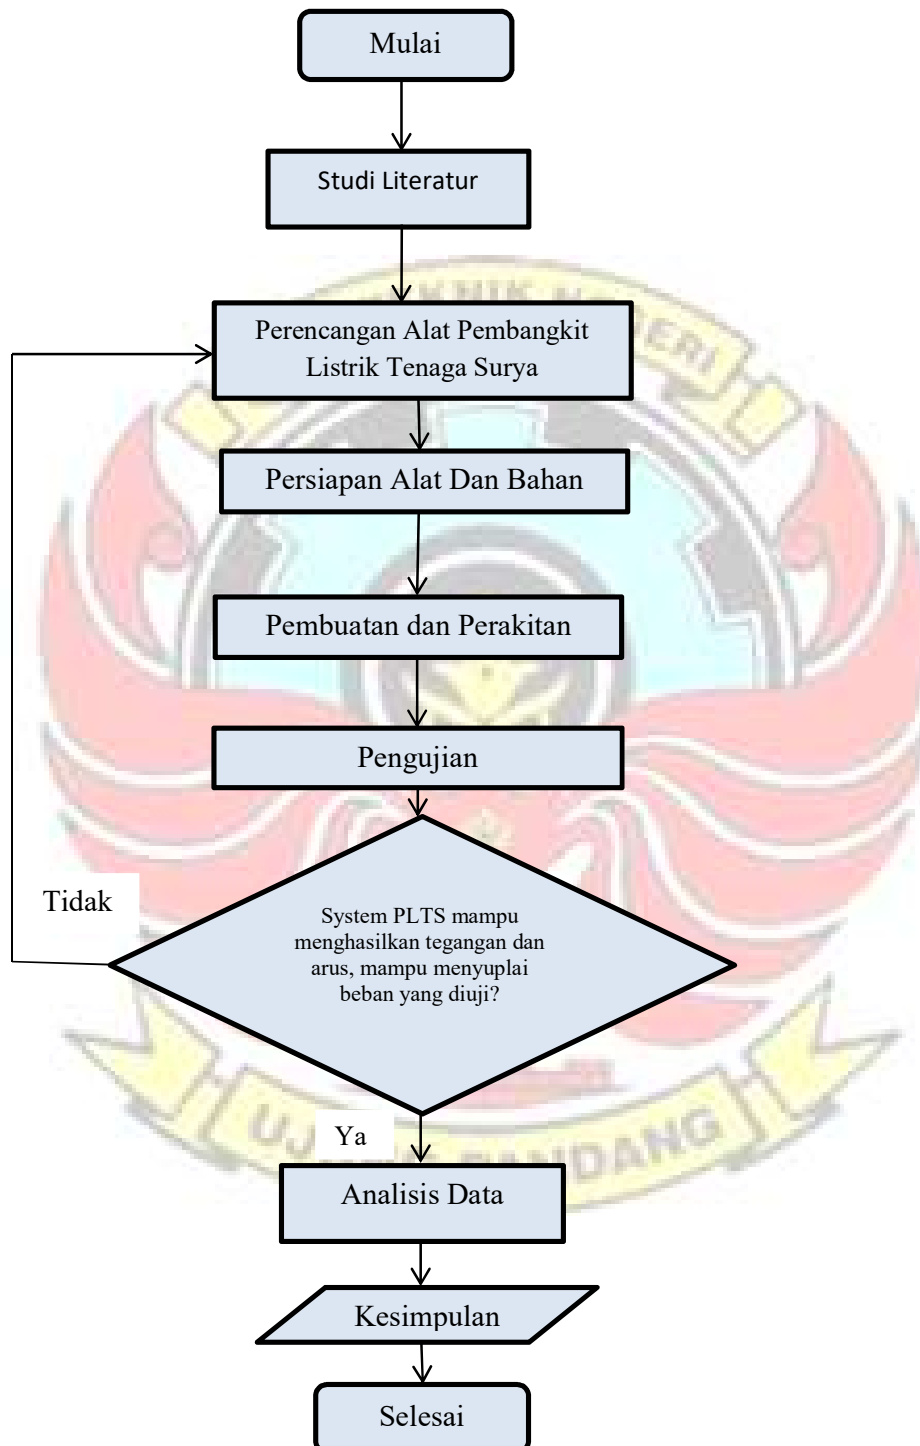 Mulai
Studi Literatur
Perencangan Alat Pembangkit
Listrik Tenaga Surya
Persiapan Alat Dan Bahan
Pembuatan dan Perakitan
Pengujian
Tidak
System PLTS mampu
menghasilkan tegangan dan
arus, mampu menyuplai
beban yang diuji?
Ya
Analisis Data
Kesimpulan
Selesai